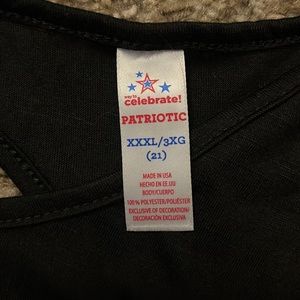 way to
celebrate!
PATRIOTIC
XXXL/3XG
(21)
MADE IN USA
HECHO EN EE.UU
BODY/CUERPO
100% POLYESTER/POLIÉSTER
EXCLUSIVE OF DECORATION/
DECORACIÓN EXCLUSIVA